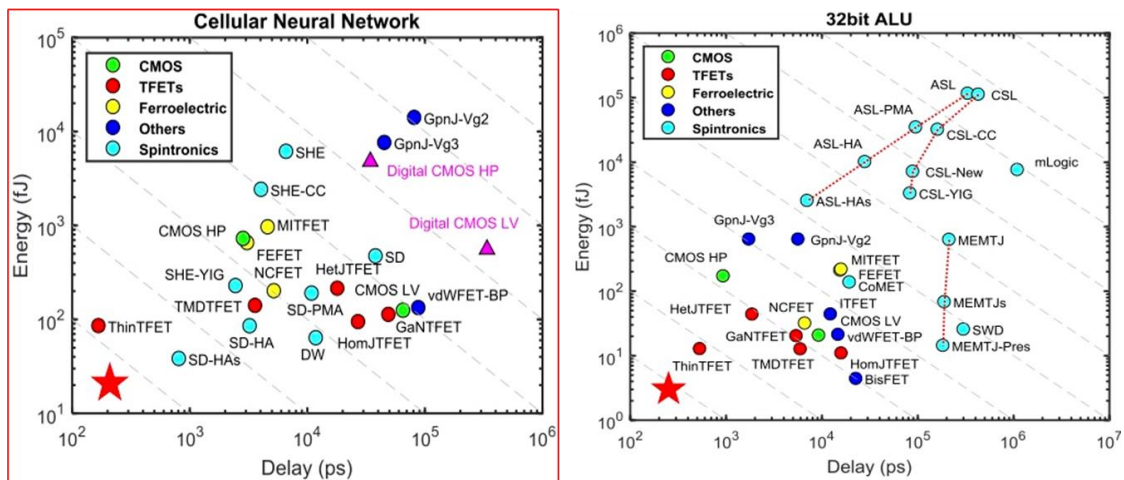 Cellular Neural Network
Energy (fJ)
10^5
10^4
10^3
10^2
10^1
CMOS
TFETs
Ferroelectric
Others
Spintronics
GpnJ-Vg2
GpnJ-Vg3
SHE
Digital CMOS HP
SHE-CC
Digital CMOS LV
MITFET
CMOS HP
FEFET
SD
NCFET
HetJTFET
SHE-YIG
CMOS LV
vdWFET-BP
TMDTFET
SD-PMA
ThinTFET
GaNTFET
SD-HA
HomJTFET
DW
SD-HAs
10^2
10^3
10^4
10^5
10^6
Delay (ps)
32bit ALU
Energy (fJ)
10^6
10^5
10^4
10^3
10^2
10^1
10^0
CMOS
TFETs
Ferroelectric
Others
Spintronics
ASL
CSL
ASL-PMA
CSL-CC
ASL-HA
mLogic
CSL-New
CSL-YIG
ASL-HAs
GpnJ-Vg3
GpnJ-Vg2
MEMTJ
CMOS HP
MITFET
FEFET
CoMET
HetJTFET
NCFET
ITFET
MEMTJs
CMOS LV
GaNTFET
vdWFET-BP
SWD
ThinTFET
TMDTFET
HomJTFET
MEMTJ-Pres
BisFET
10^2
10^3
10^4
10^5
10^6
10^7
Delay (ps)